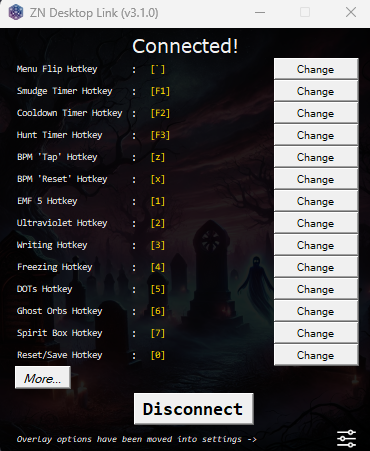 ZN Desktop Link (v3.1.0)
Connected!
Menu Flip Hotkey : [`] Change
Smudge Timer Hotkey : [F1] Change
Cooldown Timer Hotkey : [F2] Change
Hunt Timer Hotkey : [F3] Change
BPM 'Tap' Hotkey : [z] Change
BPM 'Reset' Hotkey : [x] Change
EMF 5 Hotkey : [1] Change
Ultraviolet Hotkey : [2] Change
Writing Hotkey : [3] Change
Freezing Hotkey : [4] Change
DOTs Hotkey : [5] Change
Ghost Orbs Hotkey : [6] Change
Spirit Box Hotkey : [7] Change
Reset/Save Hotkey : [0] Change
More...
Disconnect
Overlay options have been moved into settings ->